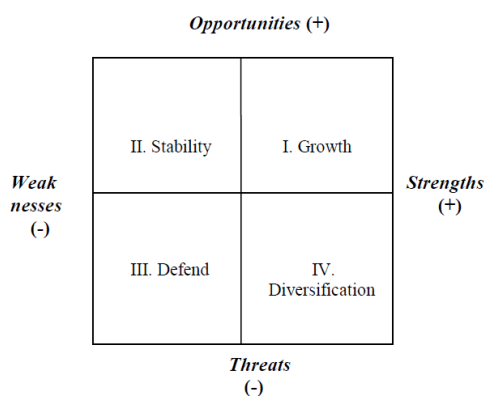 Opportunities (+)
II. Stability
I. Growth
Weak
nesses
(-)
Strengths
(+)
III. Defend
IV.
Diversification
Threats
(-)